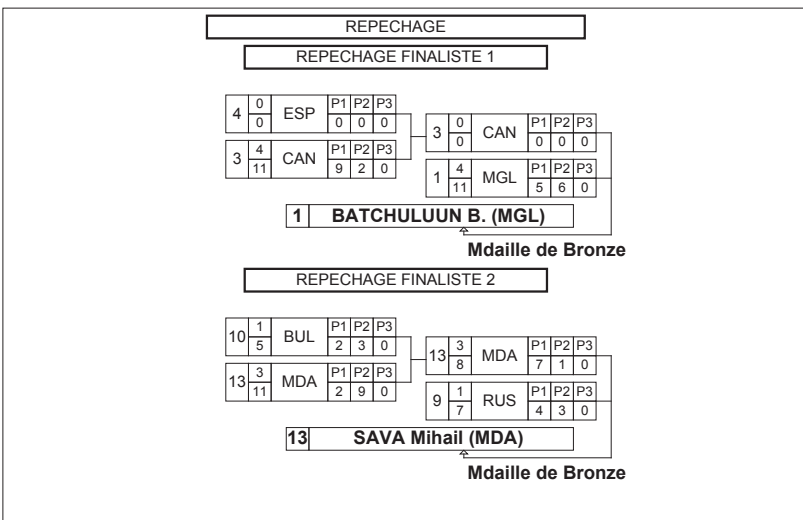 REPECHAGE
REPECHAGE FINALISTE 1
4 0 ESP P1 P2 P3
0 0 0 0
3 0 CAN P1 P2 P3
0 0 0 0
3 4 CAN P1 P2 P3
11 9 2 0
1 4 MGL P1 P2 P3
11 5 6 0
1 BATCHULUUN B. (MGL)
Mdaille de Bronze
REPECHAGE FINALISTE 2
10 1 BUL P1 P2 P3
5 2 3 0
13 3 MDA P1 P2 P3
8 7 1 0
13 3 MDA P1 P2 P3
11 2 9 0
9 1 RUS P1 P2 P3
7 4 3 0
13 SAVA Mihail (MDA)
Mdaille de Bronze